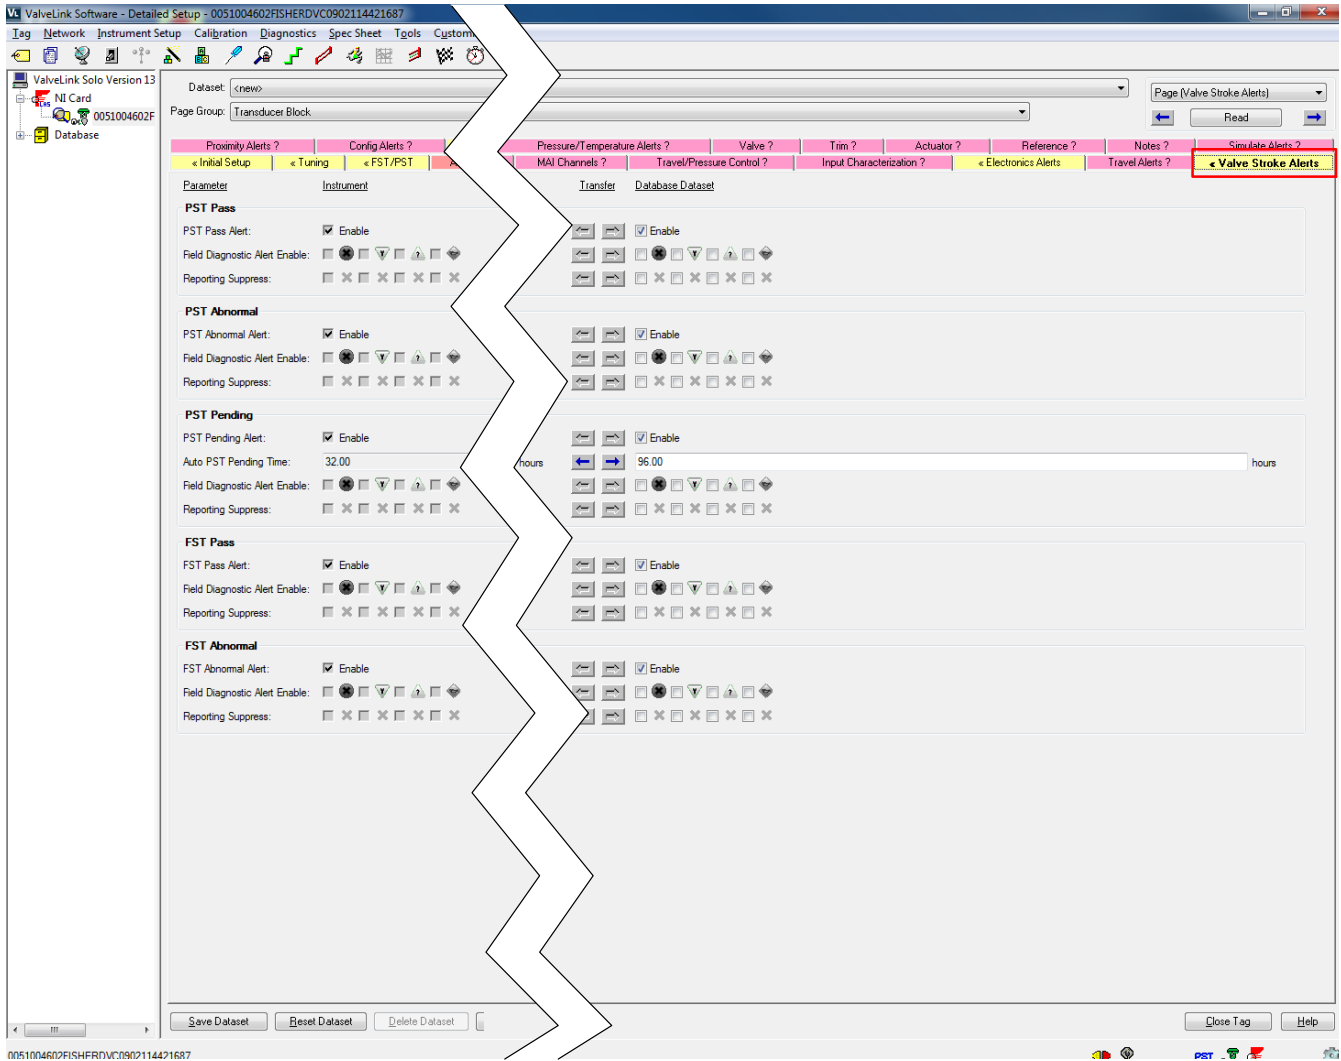 ValveLink Software - Detailed Setup - 0051004602FISHERDVC0902114421687
Tag Network Instrument Setup Calibration Diagnostics Spec Sheet Tools Custom
ValveLink Solo Version 13
NI Card
0051004602F
Database
Dataset: <new>
Page Group: Transducer Block
Page (Valve Stroke Alerts)
Read
Proximity Alerts ? Config Alerts ? Pressure/Temperature Alerts ? Valve ? Trim ? Actuator ? Reference ? Notes ? Simulate Alerts ?
« Initial Setup « Tuning « FST/PST MAI Channels ? Travel/Pressure Control ? Input Characterization ? « Electronics Alerts Travel Alerts ? « Valve Stroke Alerts
Parameter Instrument Transfer Database Dataset
PST Pass
PST Pass Alert: Enable Enable
Field Diagnostic Alert Enable:
Reporting Suppress:
PST Abnormal
PST Abnormal Alert: Enable Enable
Field Diagnostic Alert Enable:
Reporting Suppress:
PST Pending
PST Pending Alert: Enable Enable
Auto PST Pending Time: 32.00 hours 96.00 hours
Field Diagnostic Alert Enable:
Reporting Suppress:
FST Pass
FST Pass Alert: Enable Enable
Field Diagnostic Alert Enable:
Reporting Suppress:
FST Abnormal
FST Abnormal Alert: Enable Enable
Field Diagnostic Alert Enable:
Reporting Suppress:
Save Dataset Reset Dataset Delete Dataset Close Tag Help
0051004602FISHERDVC0902114421687 PST